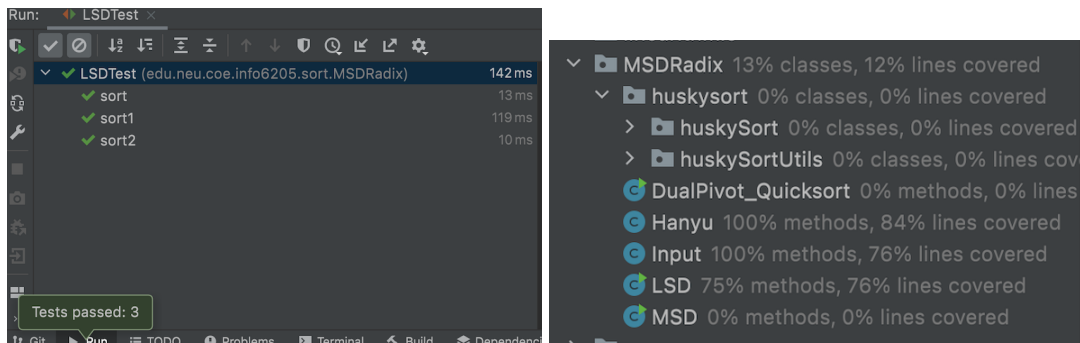 Run: LSDTest
LSDTest (edu.neu.coe.info6205.sort.MSDRadix) 142 ms
sort 13 ms
sort1 119 ms
sort2 10 ms
Tests passed: 3
Git Run TODO Problems Terminal Build Dependenci
MSDRadix 13% classes, 12% lines covered
huskysort 0% classes, 0% lines covered
huskySort 0% classes, 0% lines covered
huskySortUtils 0% classes, 0% lines cov
DualPivot_Quicksort 0% methods, 0% lines
Hanyu 100% methods, 84% lines covered
Input 100% methods, 76% lines covered
LSD 75% methods, 76% lines covered
MSD 0% methods, 0% lines covered